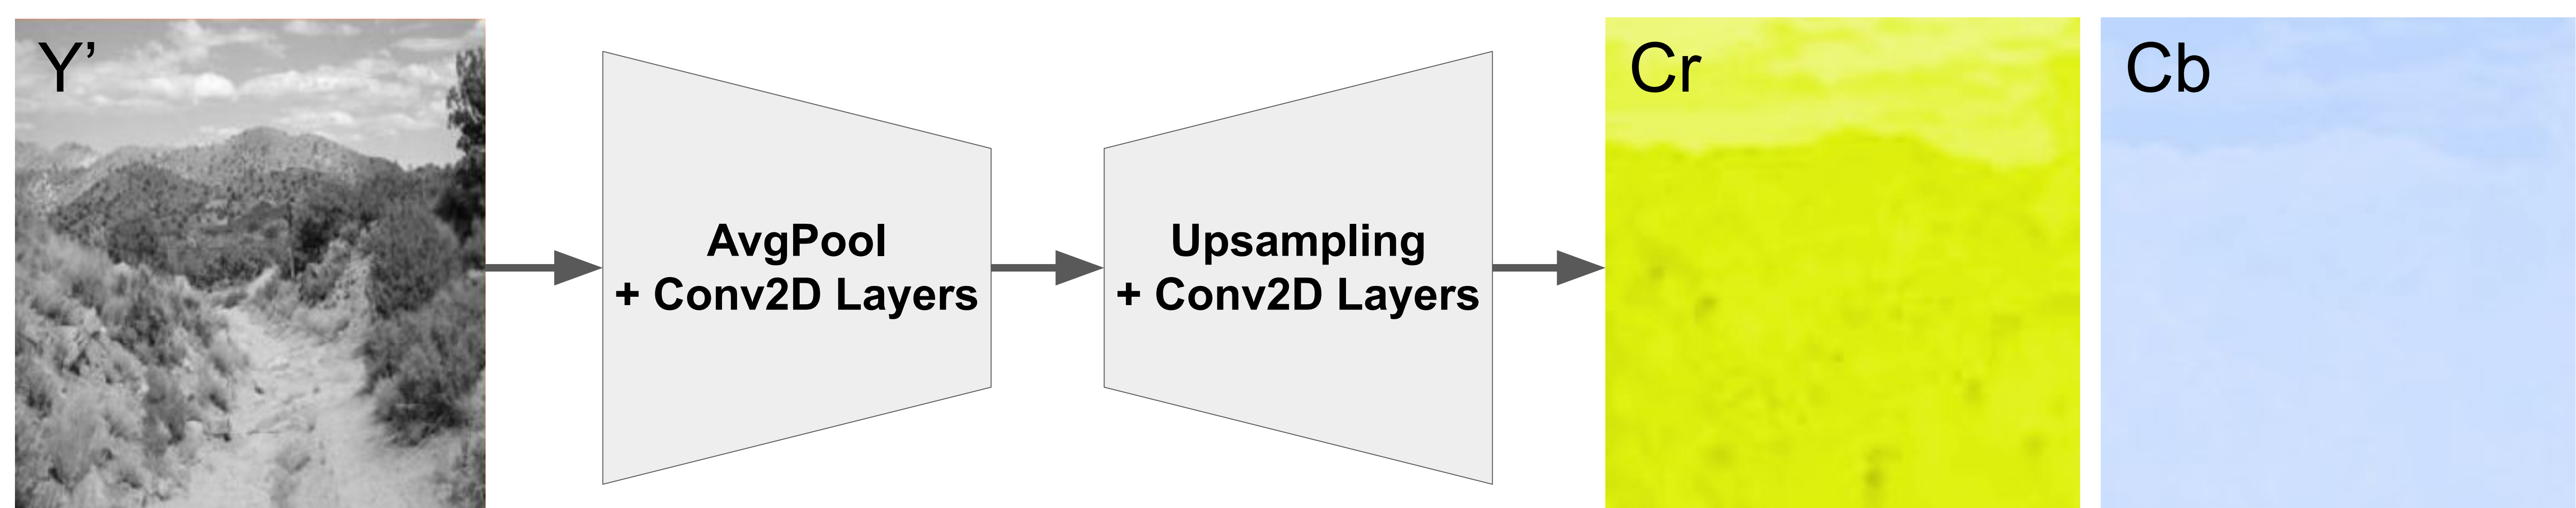 Y’
AvgPool
+ Conv2D Layers
Upsampling
+ Conv2D Layers
Cr
Cb